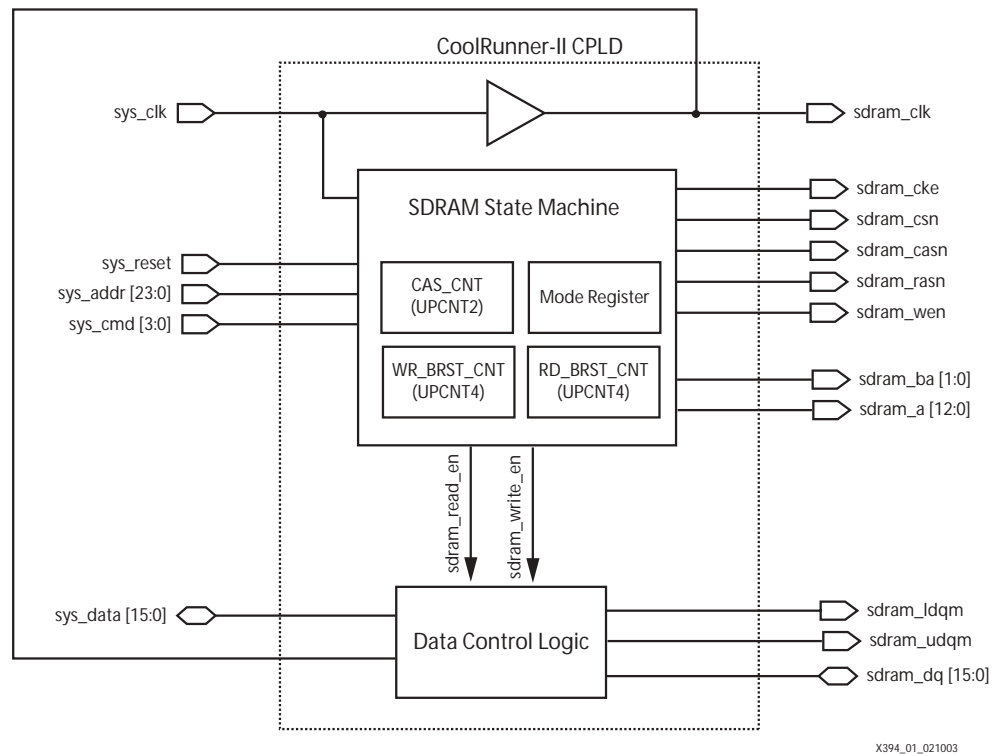 CoolRunner-II CPLD
sys_clk
sdram_clk
SDRAM State Machine
sdram_cke
sdram_csn
sdram_casn
sdram_rasn
sdram_wen
sys_reset
sys_addr [23:0]
sys_cmd [3:0]
CAS_CNT
(UPCNT2)
Mode Register
WR_BRST_CNT
(UPCNT4)
RD_BRST_CNT
(UPCNT4)
sdram_ba [1:0]
sdram_a [12:0]
sdram_read_en
sdram_write_en
sys_data [15:0]
Data Control Logic
sdram_ldqm
sdram_udqm
sdram_dq [15:0]
X394_01_021003